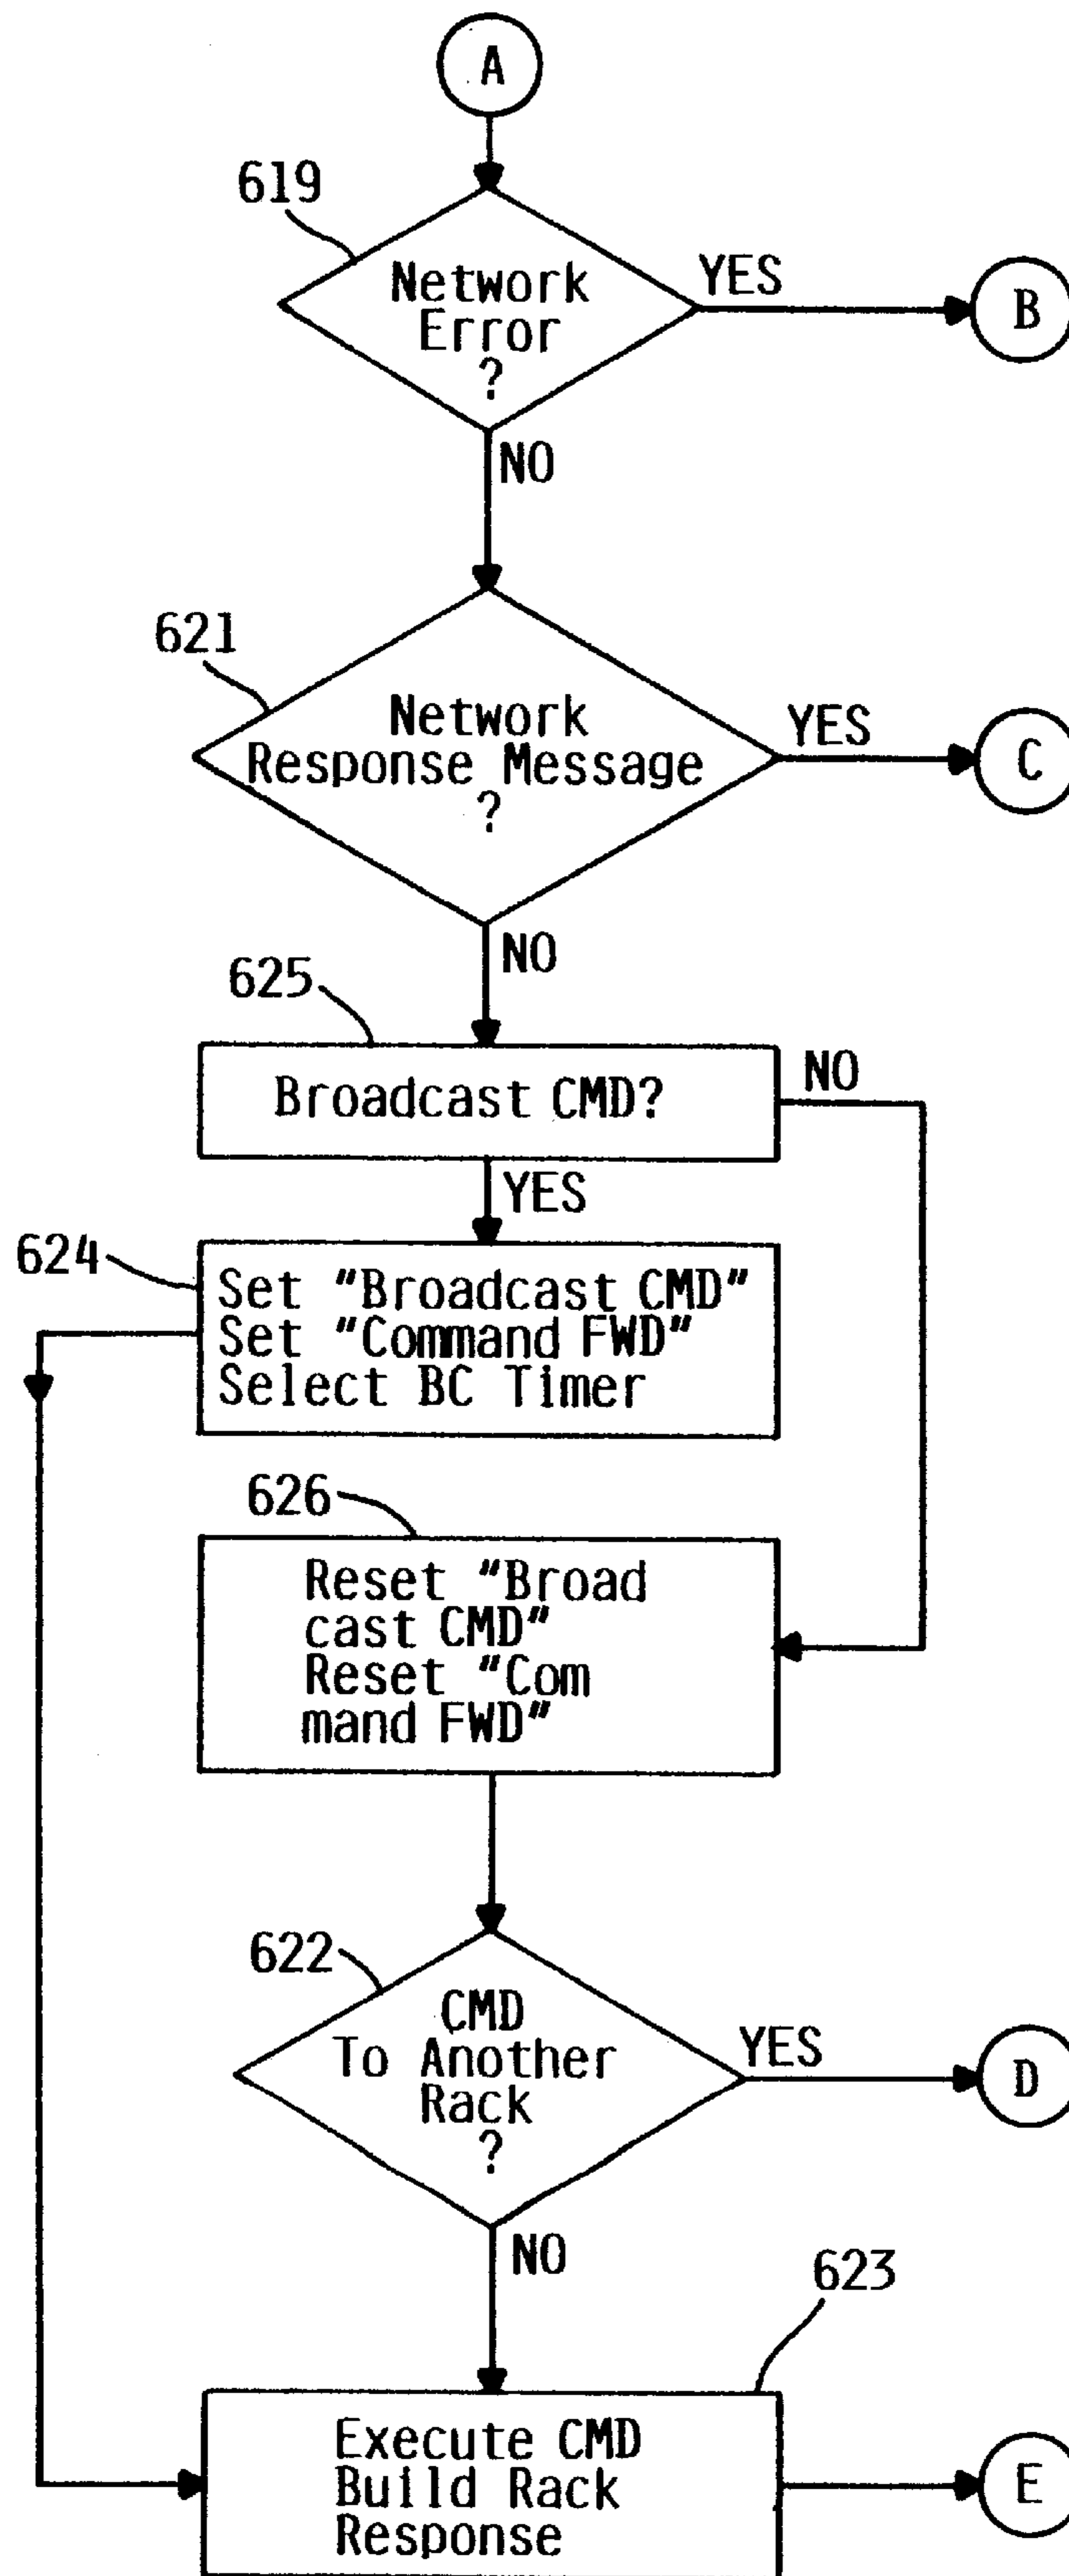 A
619
Network
Error
?
YES
B
NO
621
Network
Response Message
?
YES
C
NO
625
Broadcast CMD?
NO
YES
624
Set "Broadcast CMD"
Set "Command FWD"
Select BC Timer
626
Reset "Broad
cast CMD"
Reset "Com
mand FWD"
622
CMD
To Another
Rack
?
YES
D
NO
623
Execute CMD
Build Rack
Response
E